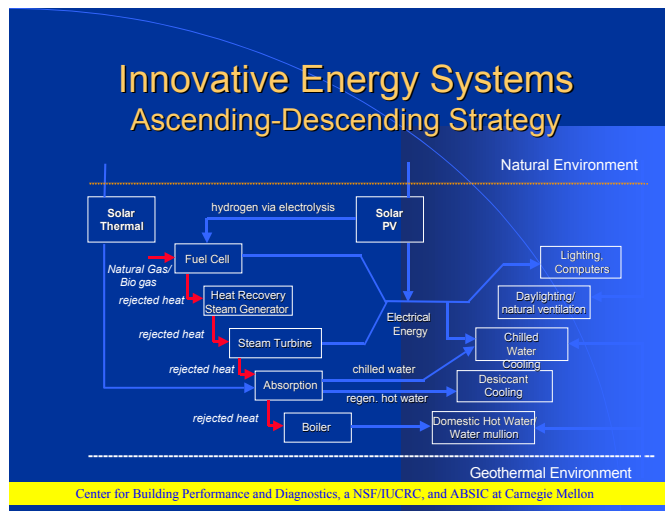 Innovative Energy Systems
Ascending-Descending Strategy
Natural Environment
Solar
Thermal
hydrogen via electrolysis
Solar
PV
Natural Gas/
Bio gas
Fuel Cell
Lighting,
Computers
rejected heat
Heat Recovery
Steam Generator
Daylighting/
natural ventilation
Electrical
Energy
rejected heat
Steam Turbine
Chilled
Water
Cooling
rejected heat
Absorption
chilled water
regen. hot water
Desiccant
Cooling
rejected heat
Boiler
Domestic Hot Water/
Water mullion
Geothermal Environment
Center for Building Performance and Diagnostics, a NSF/IUCRC, and ABSIC at Carnegie Mellon